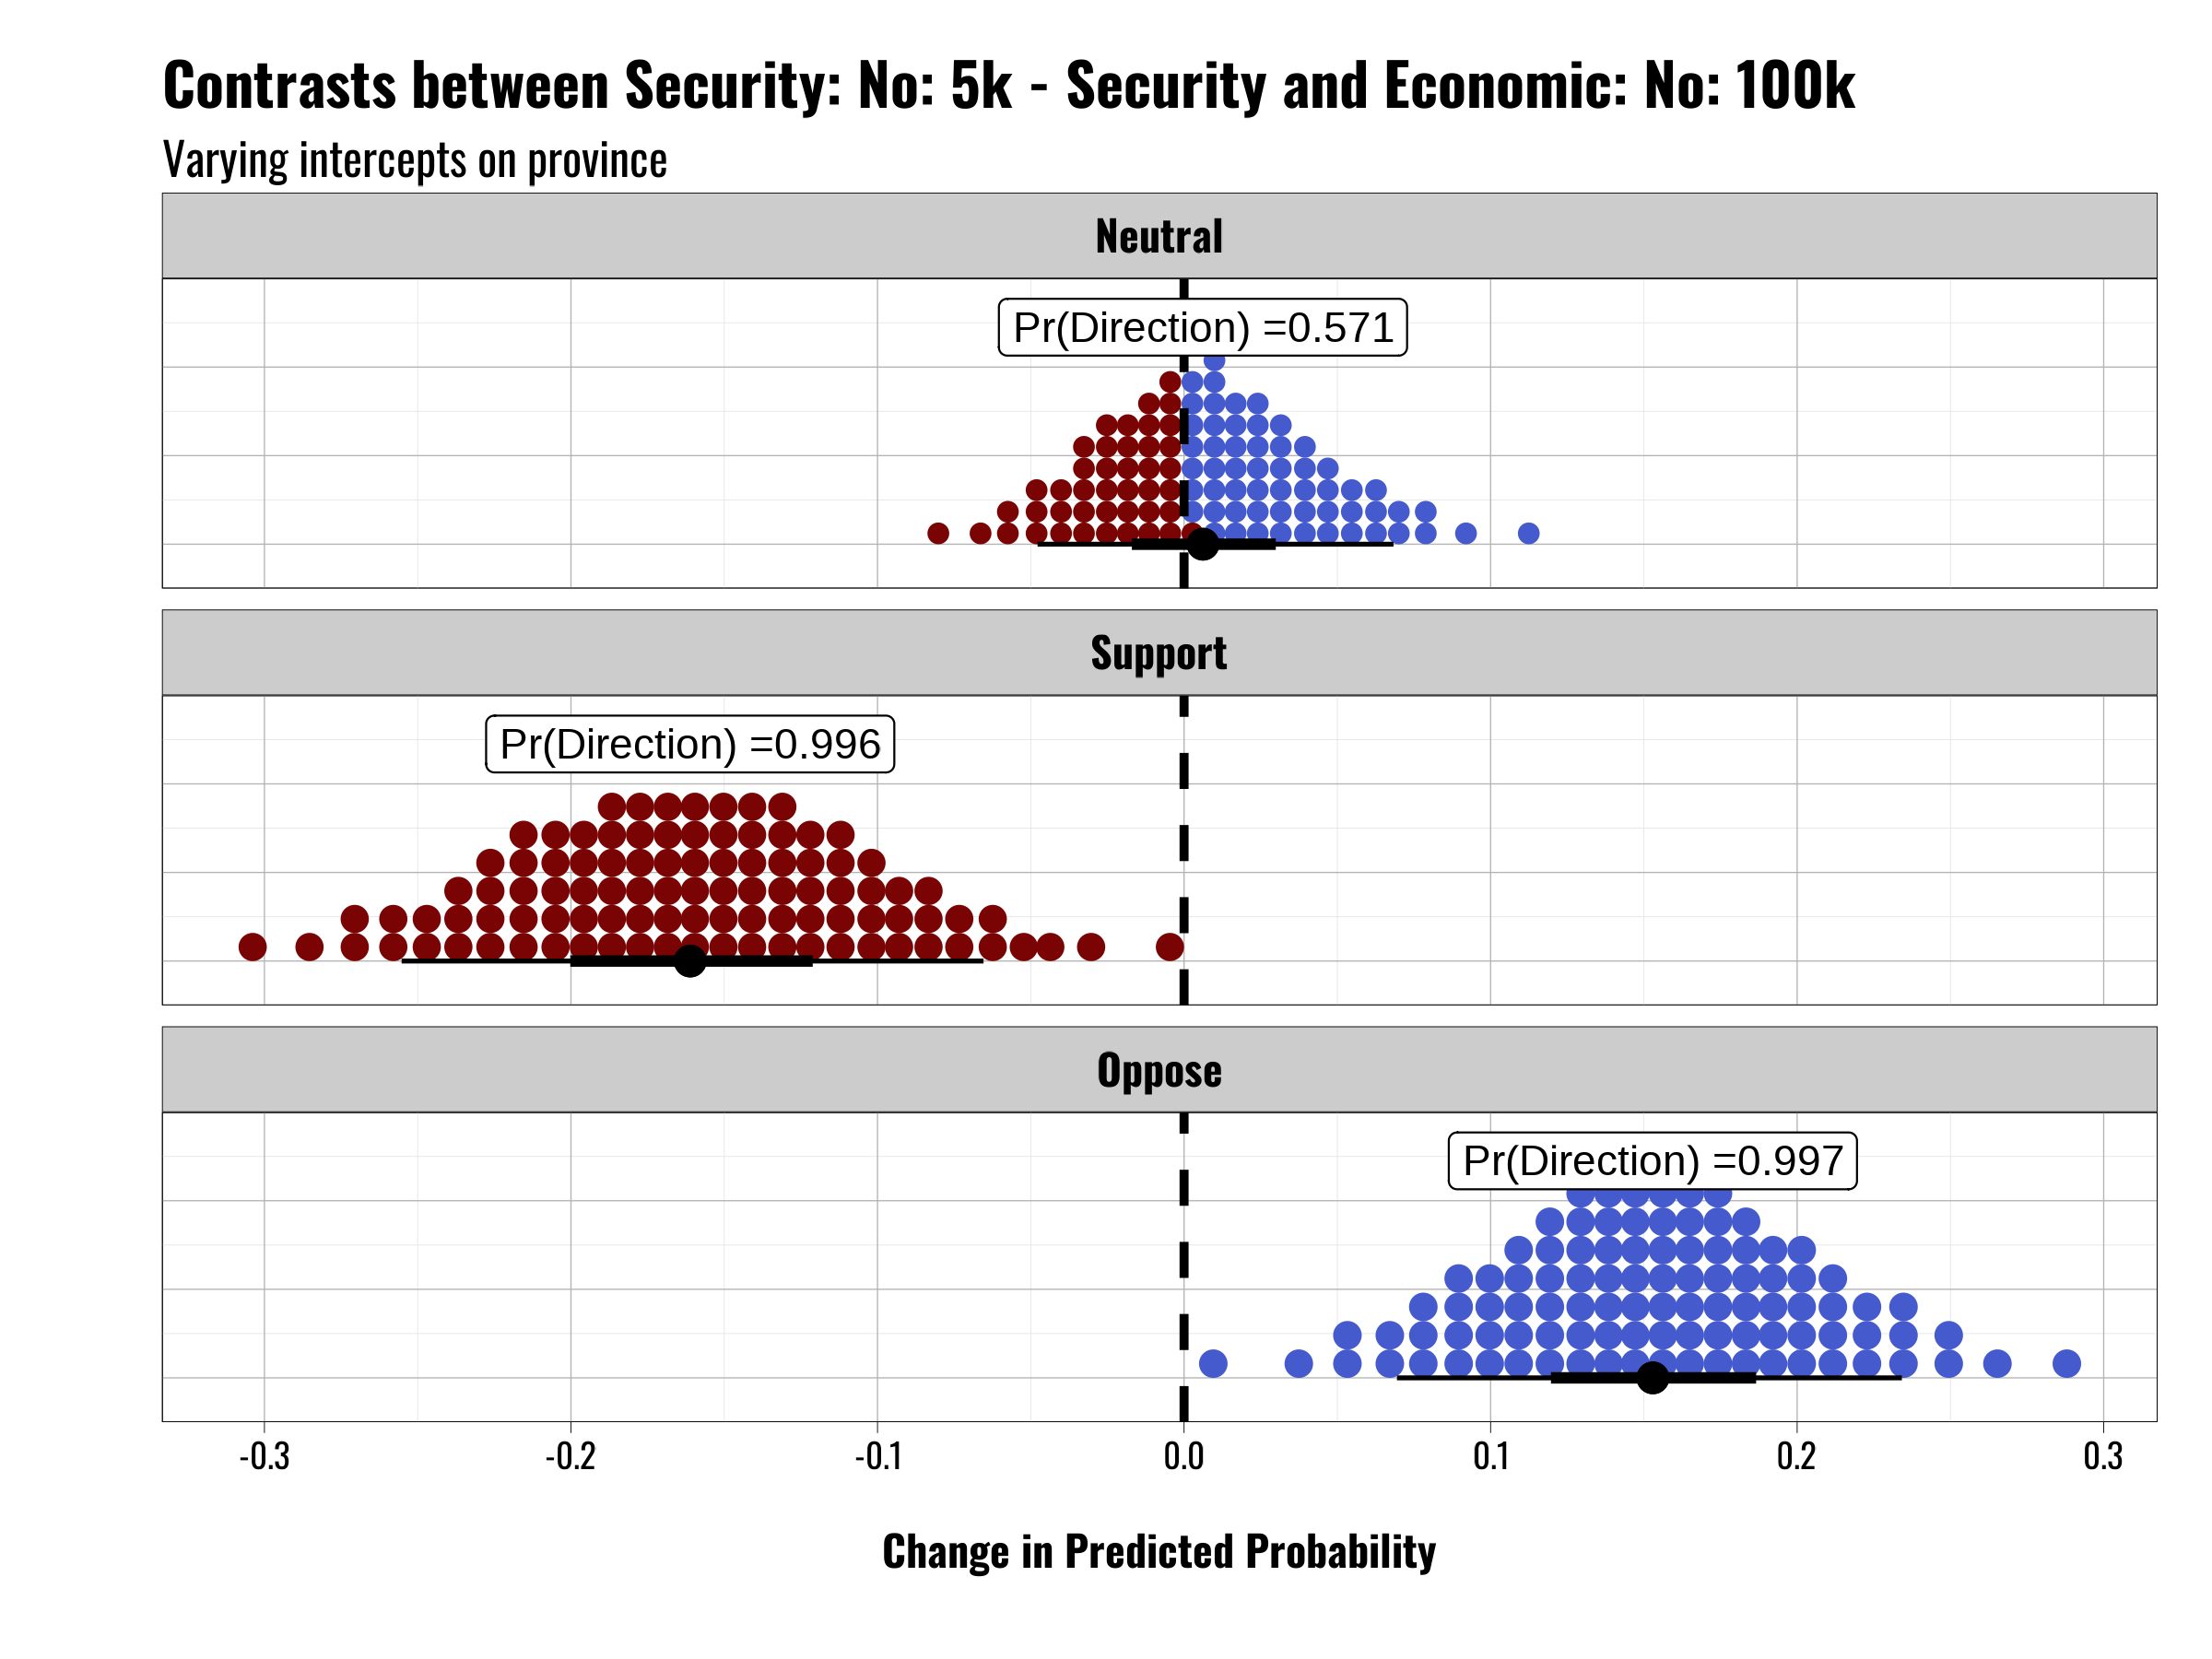 Contrasts between Security: No: 5k - Security and Economic: No: 100k
Varying intercepts on province
Neutral
Pr(Direction) =0.571
Support
Pr(Direction) =0.996
Oppose
Pr(Direction) =0.997
-0.3 -0.2 -0.1 0.0 0.1 0.2 0.3
Change in Predicted Probability